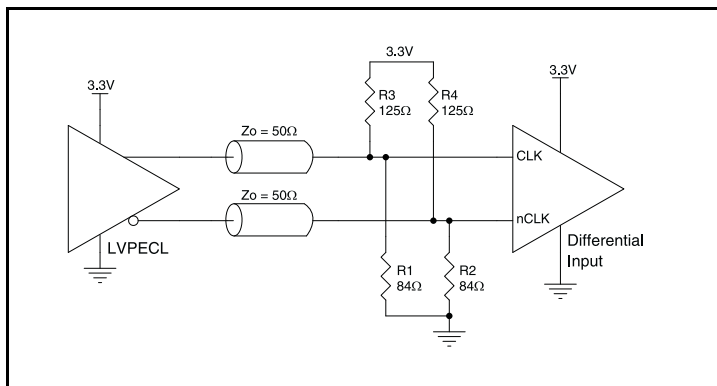 3.3V
3.3V
3.3V
R3
125Ω
R4
125Ω
Zo = 50Ω
CLK
Zo = 50Ω
nCLK
LVPECL
Differential
Input
R1
84Ω
R2
84Ω